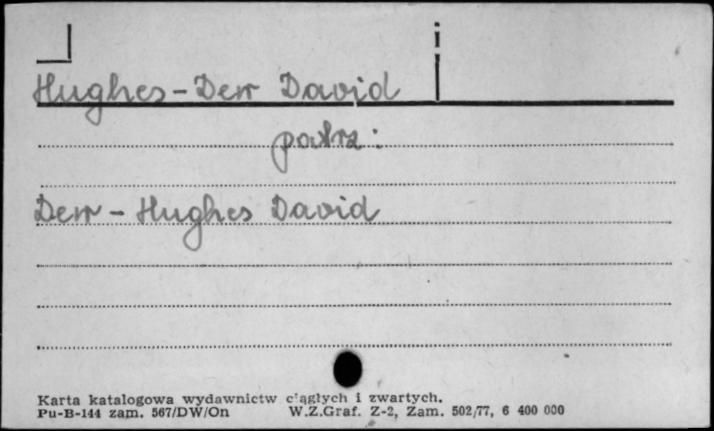 Hughes-Derr David
patrz:
Derr-Hughes David
Karta katalogowa wydawnictw ciągłych i zwartych.
Pu-B-144 zam. 567/DW/On W.Z.Graf. Z-2, Zam. 502/77, 6 400 000